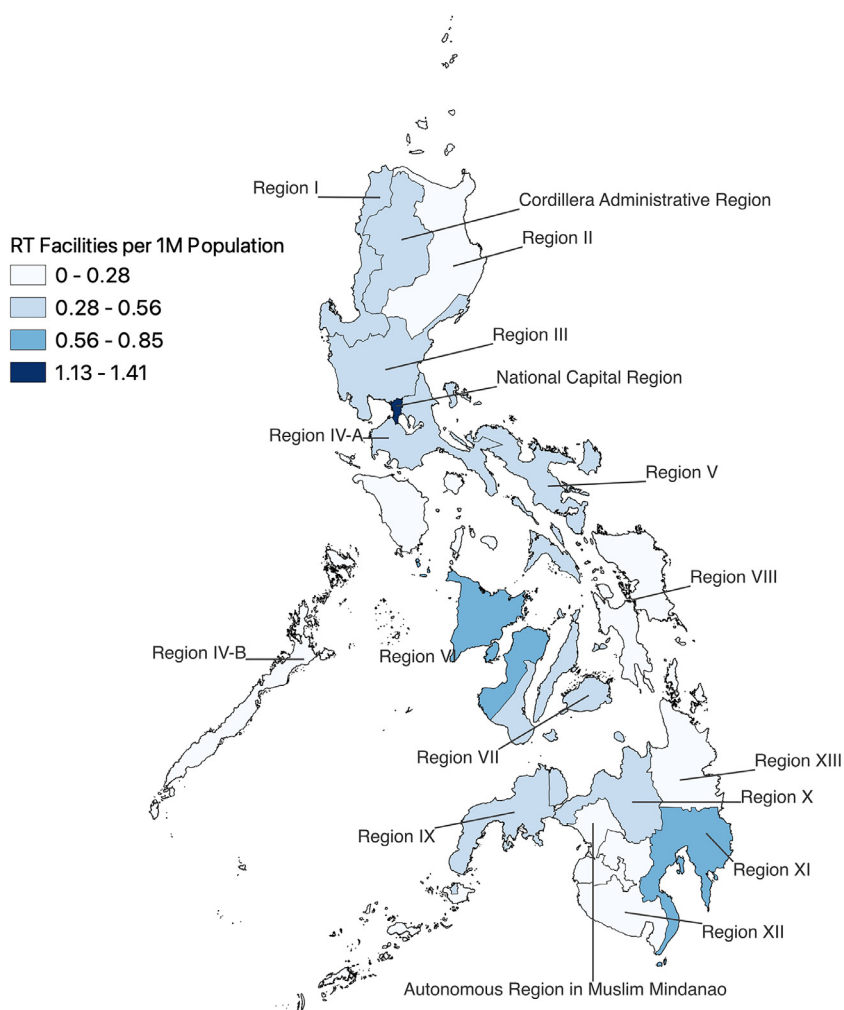 Region I
Cordillera Administrative Region
Region II
RT Facilities per 1M Population
0 - 0.28
0.28 - 0.56
0.56 - 0.85
1.13 - 1.41
Region III
National Capital Region
Region IV-A
Region V
Region VIII
Region IV-B
Region VI
Region VII
Region XIII
Region X
Region IX
Region XI
Region XII
Autonomous Region in Muslim Mindanao